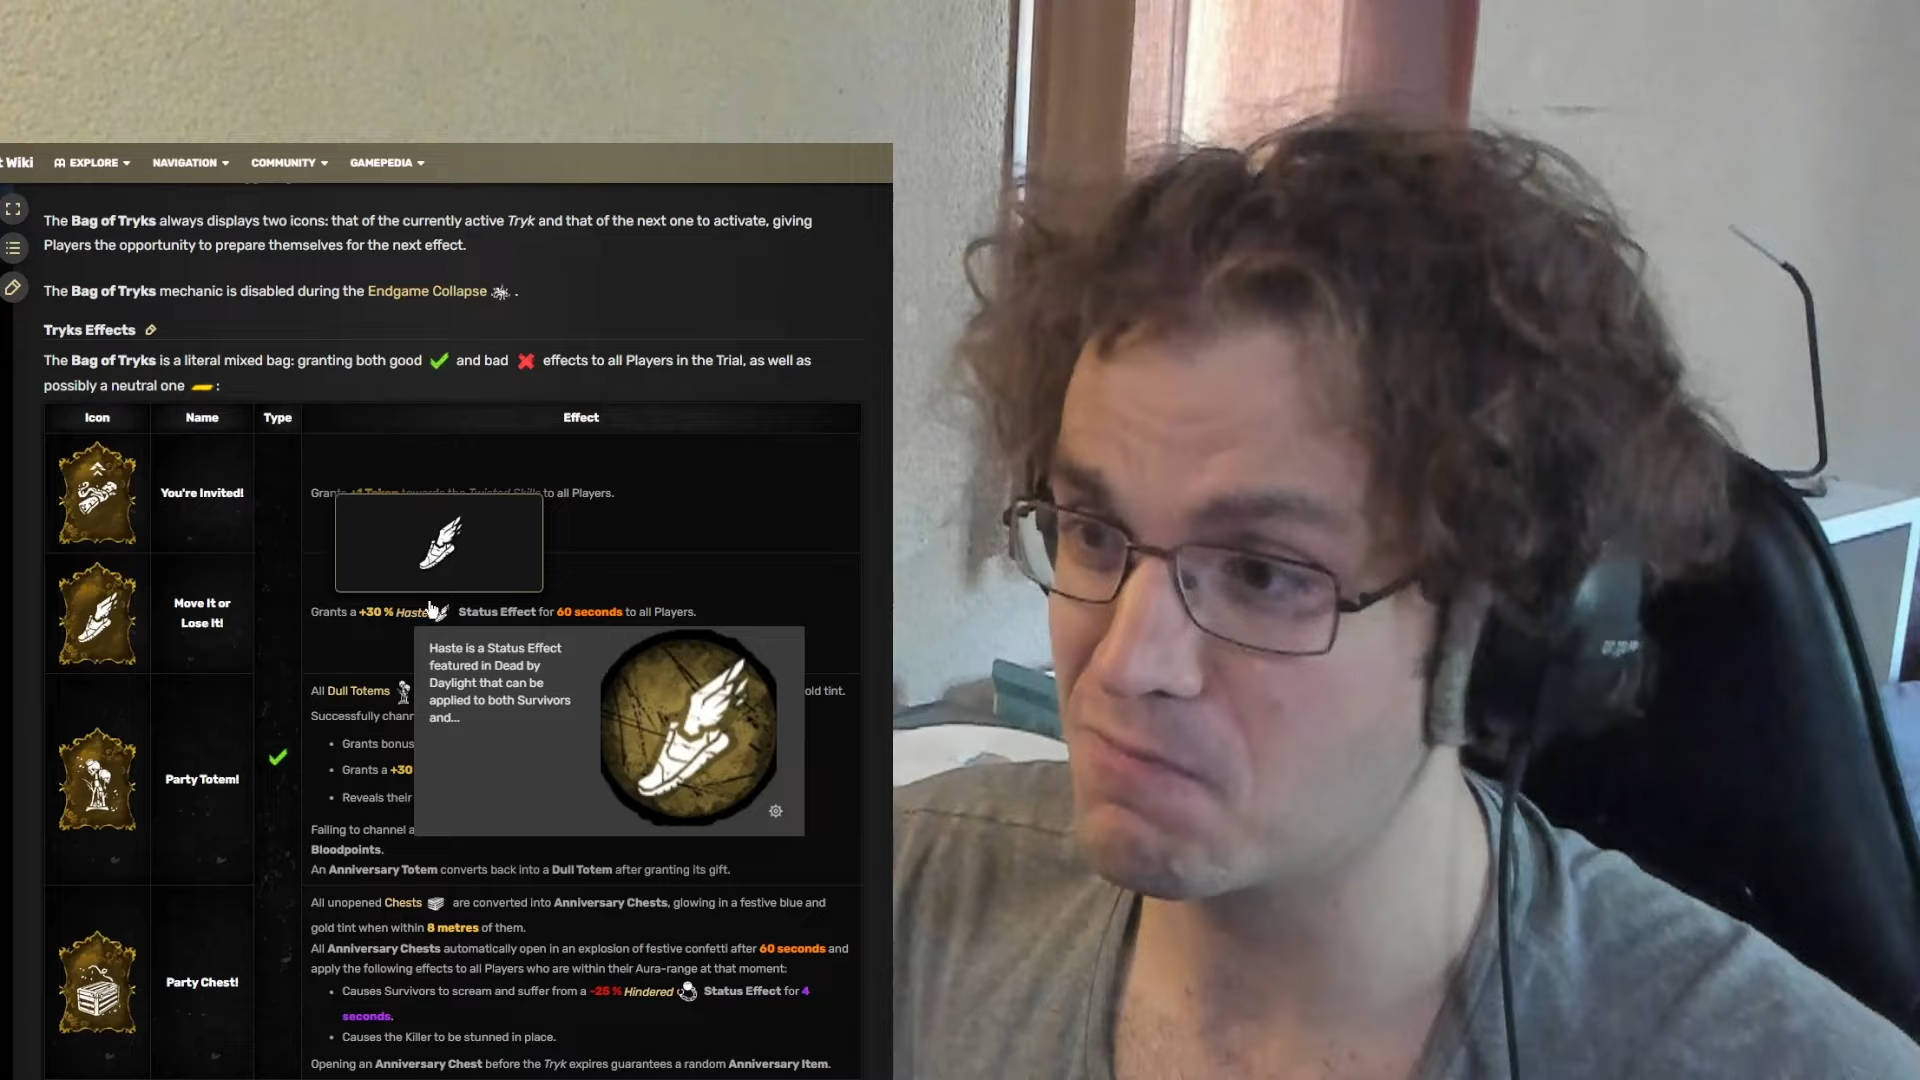 t Wiki EXPLORE NAVIGATION COMMUNITY GAMEPEDIA
The Bag of Tryks always displays two icons: that of the currently active Tryk and that of the next one to activate, giving
Players the opportunity to prepare themselves for the next effect.
The Bag of Tryks mechanic is disabled during the Endgame Collapse .
Tryks Effects
The Bag of Tryks is a literal mixed bag: granting both good and bad effects to all Players in the Trial, as well as
possibly a neutral one :
Icon Name Type Effect
You're Invited!
Grants +1 Token towards the Twisted Skills to all Players.
Move It or
Lose It!
Grants a +30 % Haste Status Effect for 60 seconds to all Players.
Haste is a Status Effect
featured in Dead by
Daylight that can be
applied to both Survivors
and...
Party Totem!
All Dull Totems old tint.
Successfully chann
Grants bonus
Grants a +30
Reveals their
Failing to channel a
Bloodpoints.
An Anniversary Totem converts back into a Dull Totem after granting its gift.
Party Chest!
All unopened Chests are converted into Anniversary Chests, glowing in a festive blue and
gold tint when within 8 metres of them.
All Anniversary Chests automatically open in an explosion of festive confetti after 60 seconds and
apply the following effects to all Players who are within their Aura-range at that moment:
Causes Survivors to scream and suffer from a -25 % Hindered Status Effect for 4
seconds.
Causes the Killer to be stunned in place.
Opening an Anniversary Chest before the Tryk expires guarantees a random Anniversary Item.